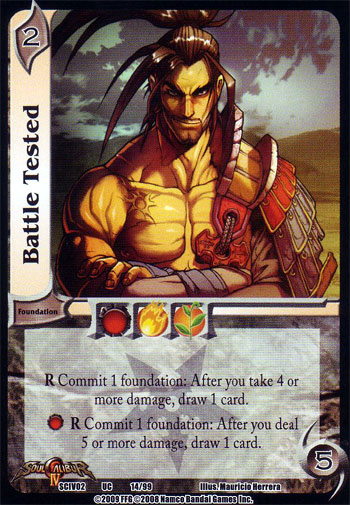 2
Battle Tested
Foundation
R Commit 1 foundation: After you take 4 or
more damage, draw 1 card.
R Commit 1 foundation: After you deal
5 or more damage, draw 1 card.
5
SOULCALIBUR
IV
SCIV02 UC 14/99 Illus. Mauricio Herrera
©2009 FFG ©2008 Namco Bandai Games Inc.